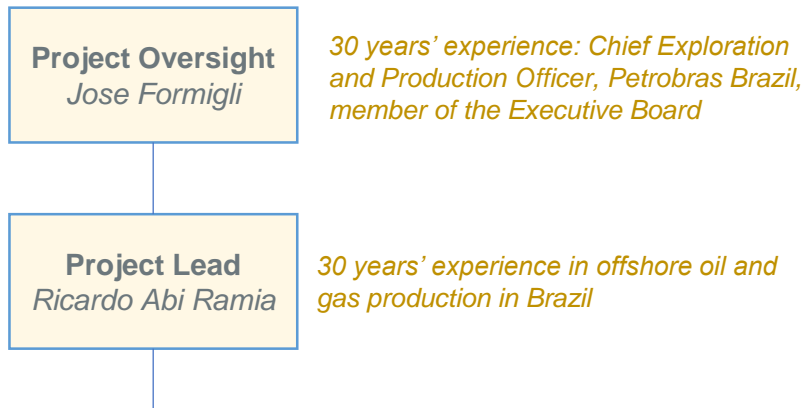 Project Oversight
Jose Formigli
30 years’ experience: Chief Exploration
and Production Officer, Petrobras Brazil,
member of the Executive Board
Project Lead
Ricardo Abi Ramia
30 years’ experience in offshore oil and
gas production in Brazil